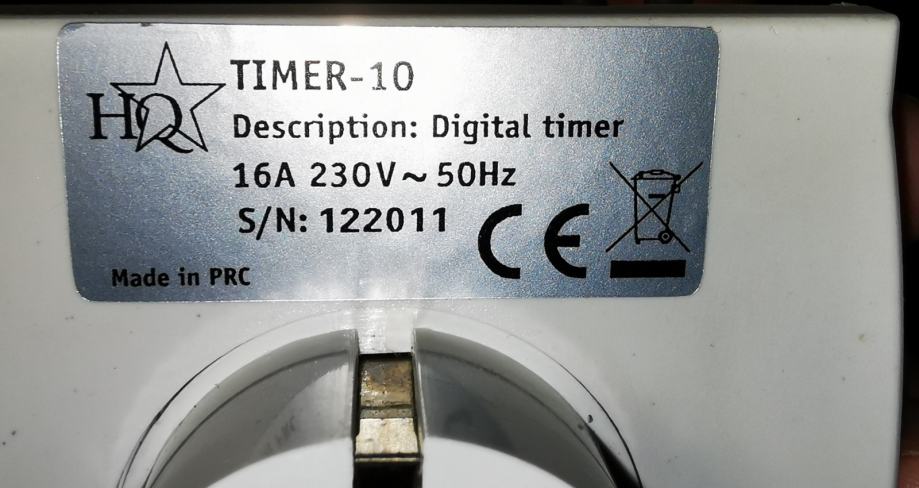 HQ
TIMER-10
Description: Digital timer
16A 230V~50Hz
S/N: 122011
CE
Made in PRC